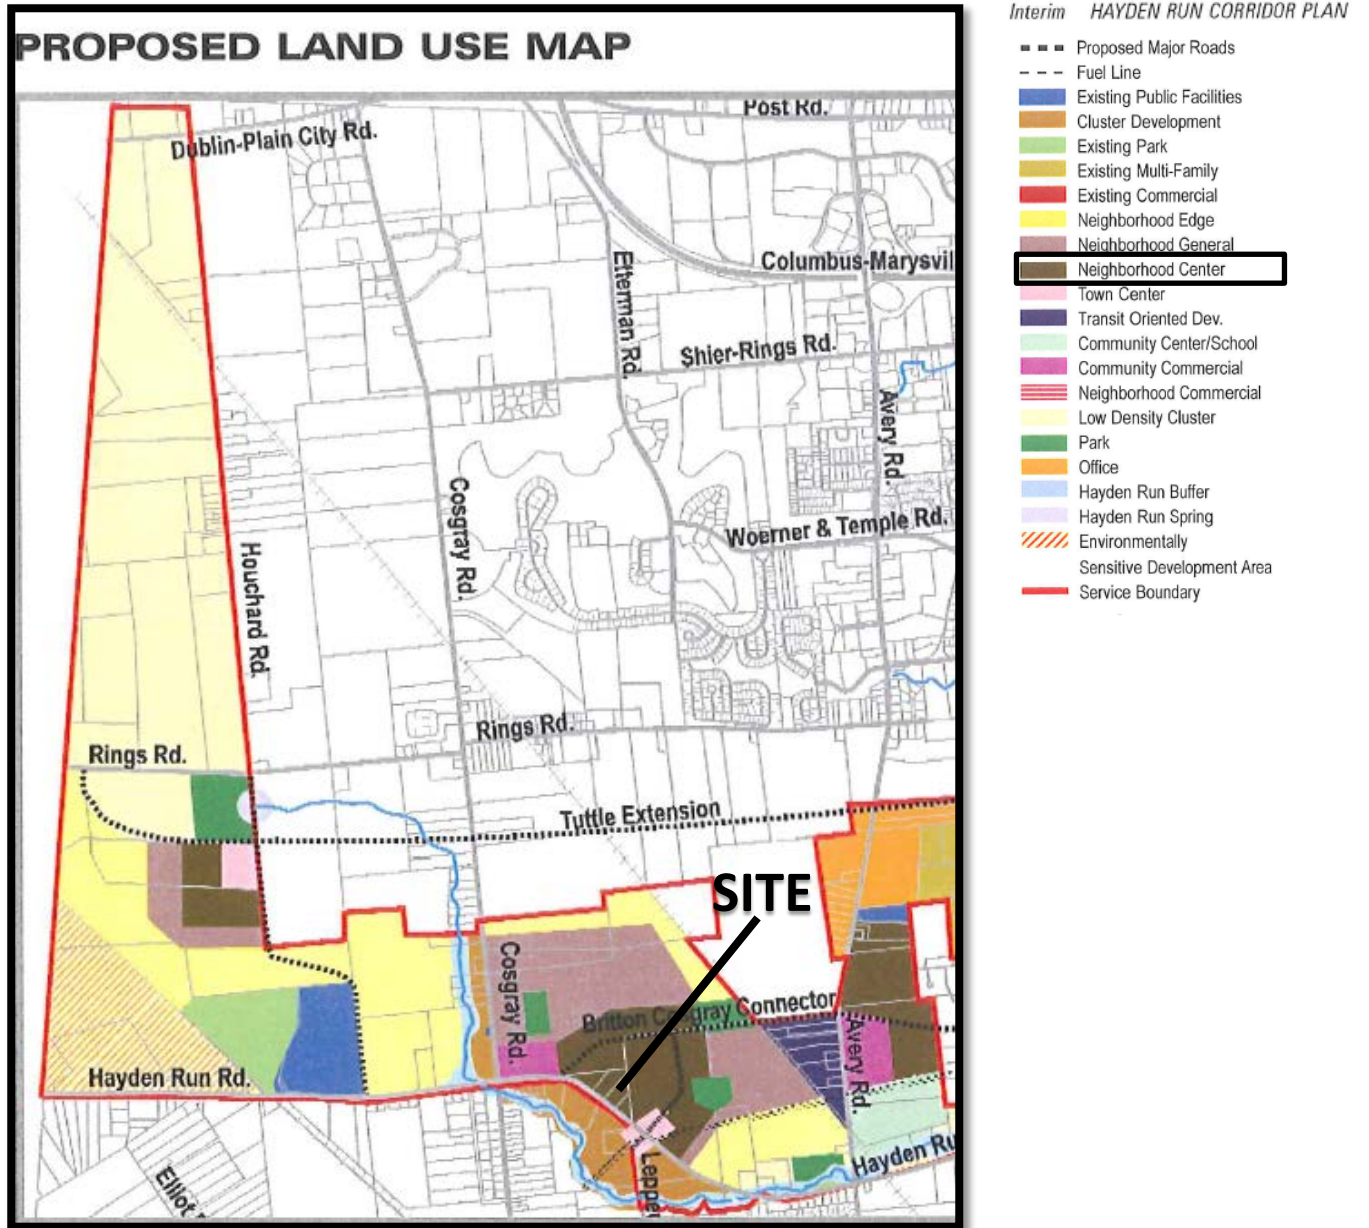 Interim HAYDEN RUN CORRIDOR PLAN
PROPOSED LAND USE MAP
Proposed Major Roads
Fuel Line
Existing Public Facilities
Cluster Development
Existing Park
Existing Multi-Family
Existing Commercial
Neighborhood Edge
Neighborhood General
Neighborhood Center
Town Center
Transit Oriented Dev.
Community Center/School
Community Commercial
Neighborhood Commercial
Low Density Cluster
Park
Office
Hayden Run Buffer
Hayden Run Spring
Environmentally
Sensitive Development Area
Service Boundary
Post Rd.
Dublin-Plain City Rd.
Columbus-Marysvil
Eiterman Rd.
Shier-Rings Rd.
Avery Rd.
Cosgray Rd.
Woerner & Temple Rd.
Houchard Rd.
Rings Rd.
Rings Rd.
Tuttle Extension
SITE
Cosgray Rd.
Britton Cosgray Connector
Avery Rd.
Hayden Run Rd.
Hayden Ru
Lepper
Elliot